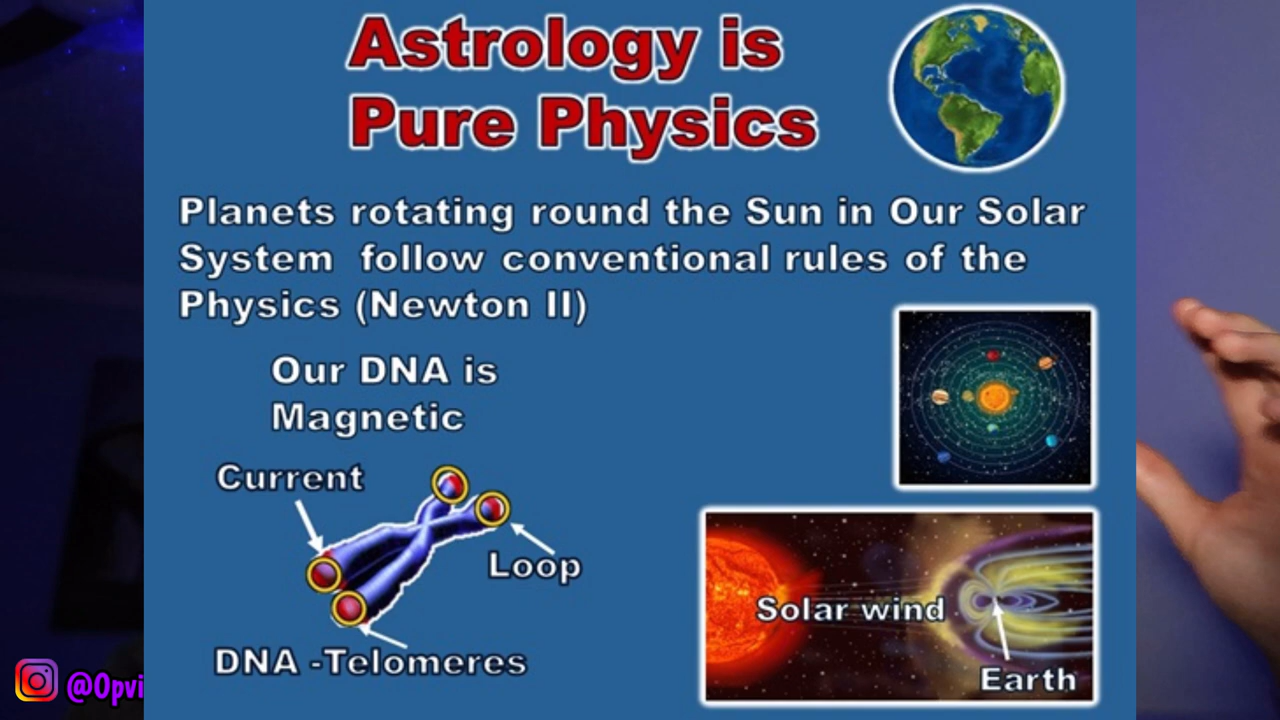 Astrology is
Pure Physics
Planets rotating round the Sun in Our Solar
System follow conventional rules of the
Physics (Newton II)
Our DNA is
Magnetic
Current
Loop
DNA -Telomeres
Solar wind
Earth
@Opvi